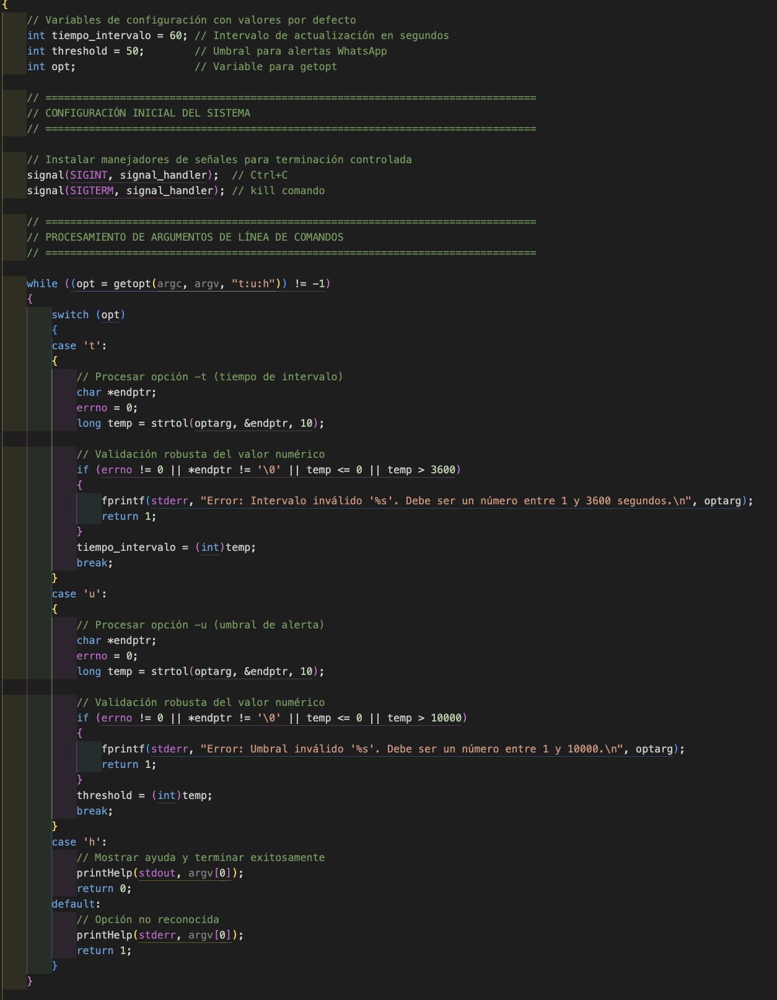 {
    // Variables de configuración con valores por defecto
    int tiempo_intervalo = 60; // Intervalo de actualización en segundos
    int threshold = 50;        // Umbral para alertas WhatsApp
    int opt;                   // Variable para getopt

    // ===============================================================================
    // CONFIGURACIÓN INICIAL DEL SISTEMA
    // ===============================================================================

    // Instalar manejadores de señales para terminación controlada
    signal(SIGINT, signal_handler);  // Ctrl+C
    signal(SIGTERM, signal_handler); // kill comando

    // ===============================================================================
    // PROCESAMIENTO DE ARGUMENTOS DE LÍNEA DE COMANDOS
    // ===============================================================================

    while ((opt = getopt(argc, argv, "t:u:h")) != -1)
    {
        switch (opt)
        {
        case 't':
        {
            // Procesar opción -t (tiempo de intervalo)
            char *endptr;
            errno = 0;
            long temp = strtol(optarg, &endptr, 10);

            // Validación robusta del valor numérico
            if (errno != 0 || *endptr != '\0' || temp <= 0 || temp > 3600)
            {
                fprintf(stderr, "Error: Intervalo inválido '%s'. Debe ser un número entre 1 y 3600 segundos.\n", optarg);
                return 1;
            }
            tiempo_intervalo = (int)temp;
            break;
        }
        case 'u':
        {
            // Procesar opción -u (umbral de alerta)
            char *endptr;
            errno = 0;
            long temp = strtol(optarg, &endptr, 10);

            // Validación robusta del valor numérico
            if (errno != 0 || *endptr != '\0' || temp <= 0 || temp > 10000)
            {
                fprintf(stderr, "Error: Umbral inválido '%s'. Debe ser un número entre 1 y 10000.\n", optarg);
                return 1;
            }
            threshold = (int)temp;
            break;
        }
        case 'h':
            // Mostrar ayuda y terminar exitosamente
            printHelp(stdout, argv[0]);
            return 0;
        default:
            // Opción no reconocida
            printHelp(stderr, argv[0]);
            return 1;
        }
    }